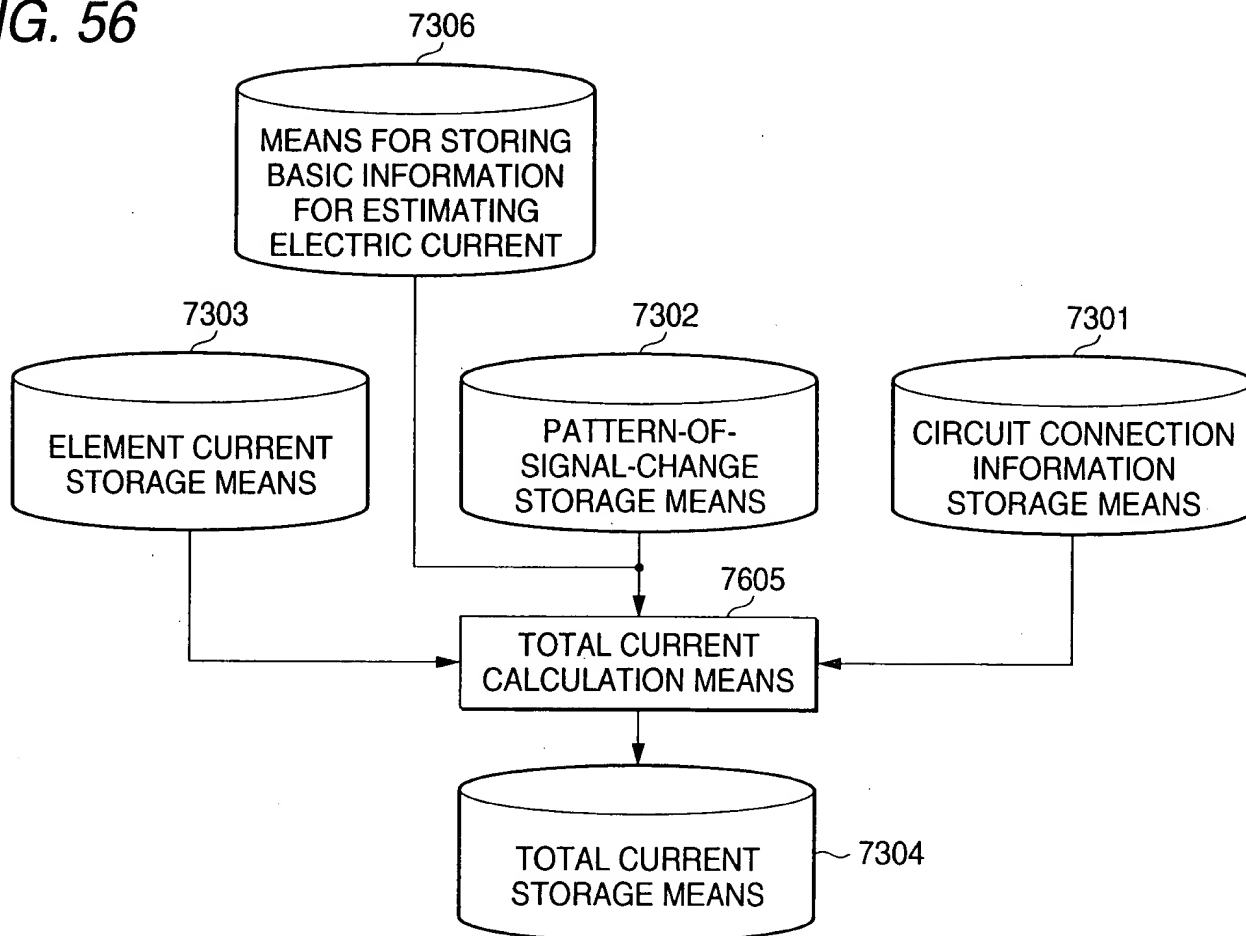 IG. 56
7306
MEANS FOR STORING
BASIC INFORMATION
FOR ESTIMATING
ELECTRIC CURRENT
7303
7302
7301
ELEMENT CURRENT
STORAGE MEANS
PATTERN-OF-
SIGNAL-CHANGE
STORAGE MEANS
CIRCUIT CONNECTION
INFORMATION
STORAGE MEANS
7605
TOTAL CURRENT
CALCULATION MEANS
TOTAL CURRENT
STORAGE MEANS
7304